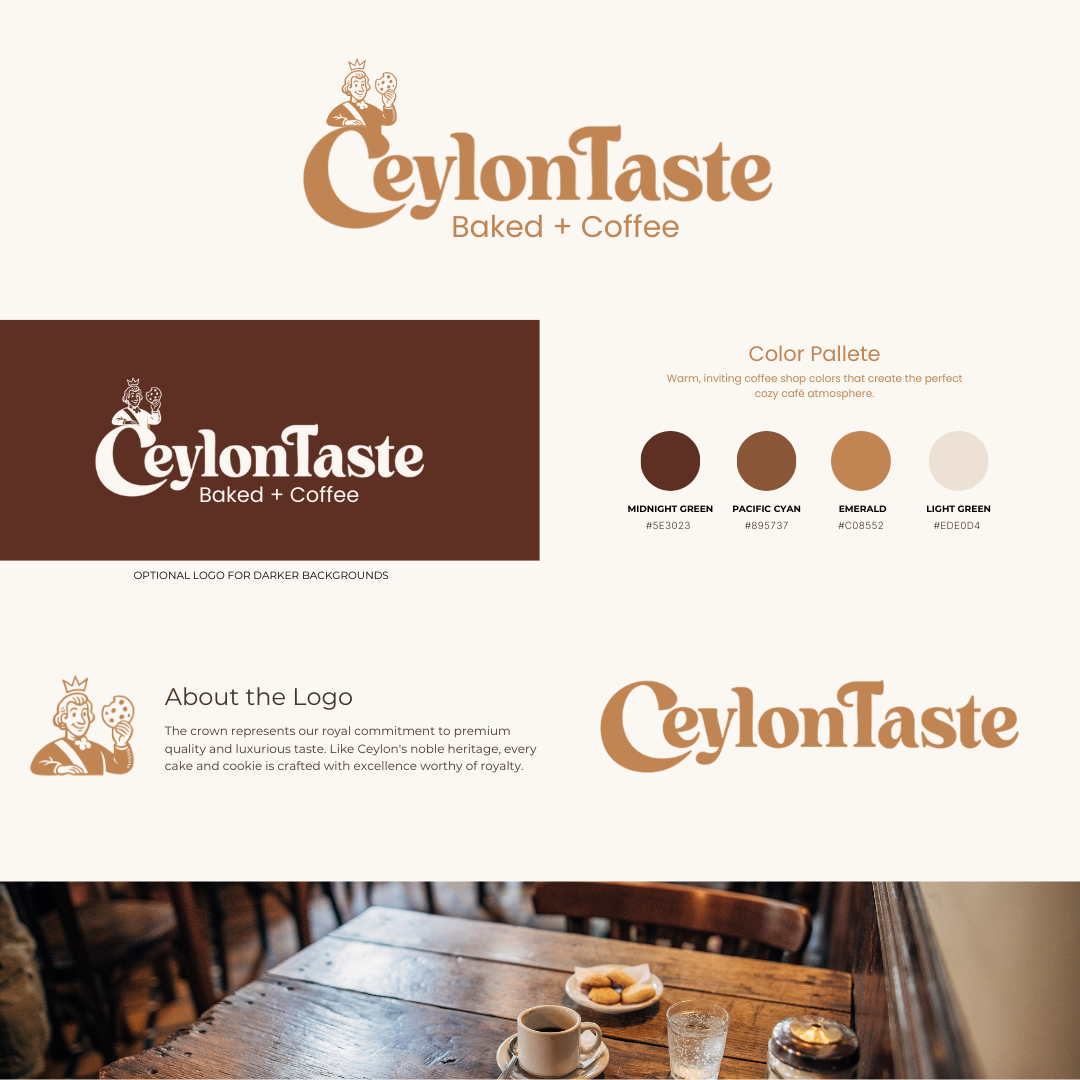 CeylonTaste
Baked + Coffee
CeylonTaste
Baked + Coffee
OPTIONAL LOGO FOR DARKER BACKGROUNDS
Color Pallete
Warm, inviting coffee shop colors that create the perfect
cozy café atmosphere.
MIDNIGHT GREEN PACIFIC CYAN EMERALD LIGHT GREEN
#5E3023 #895737 #C08552 #EDE0D4
About the Logo
The crown represents our royal commitment to premium
quality and luxurious taste. Like Ceylon's noble heritage, every
cake and cookie is crafted with excellence worthy of royalty.
CeylonTaste